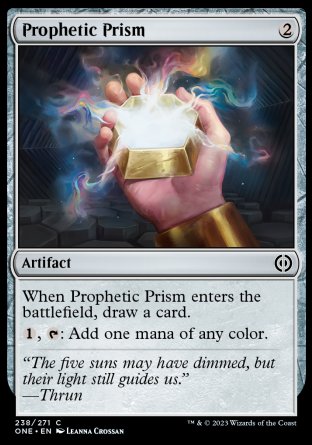 Prophetic Prism 2
Artifact
When Prophetic Prism enters the
battlefield, draw a card.
1, : Add one mana of any color.
"The five suns may have dimmed, but
their light still guides us."
—Thrun
238/271 C
ONE • EN Leanna Crossan
™ & © 2023 Wizards of the Coast